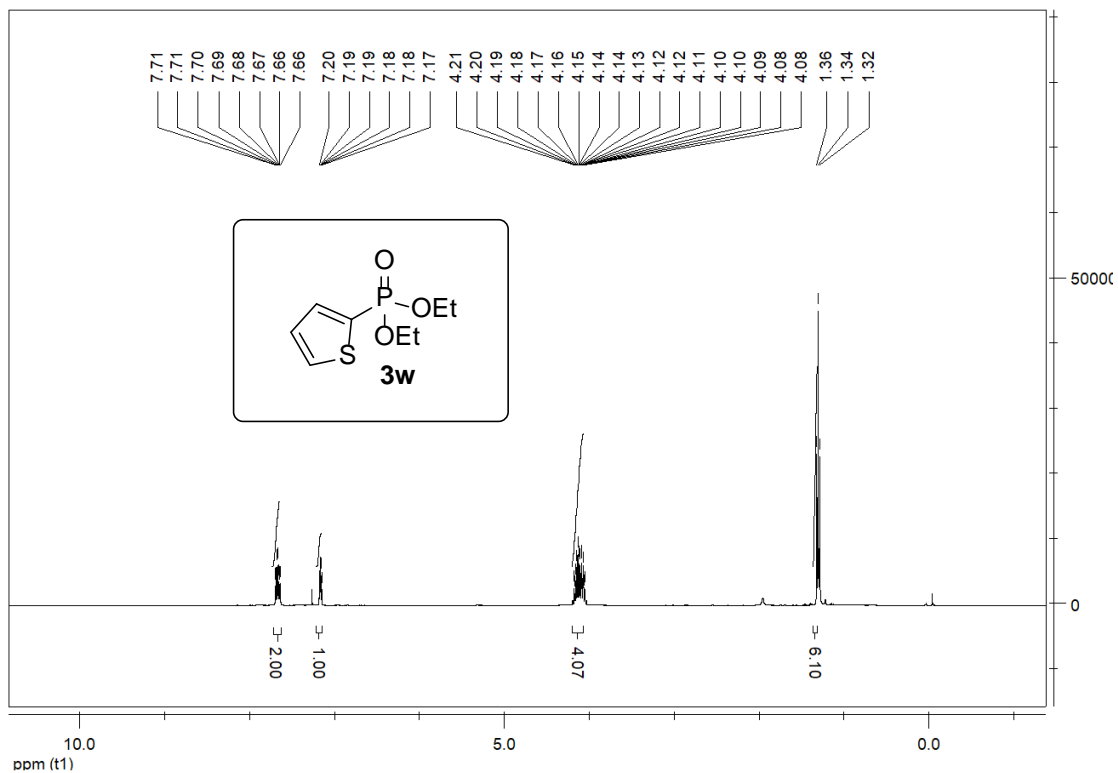 7.71 7.71 7.70 7.69 7.68 7.67 7.66 7.66 7.20 7.19 7.19 7.18 7.18 7.17 4.21 4.20 4.19 4.18 4.17 4.16 4.15 4.14 4.14 4.13 4.12 4.12 4.11 4.10 4.10 4.09 4.08 4.08 1.36 1.34 1.32
O
P
OEt
OEt
S
3w
50000
0
2.00 1.00 4.07 6.10
10.0 5.0 0.0
ppm (t1)